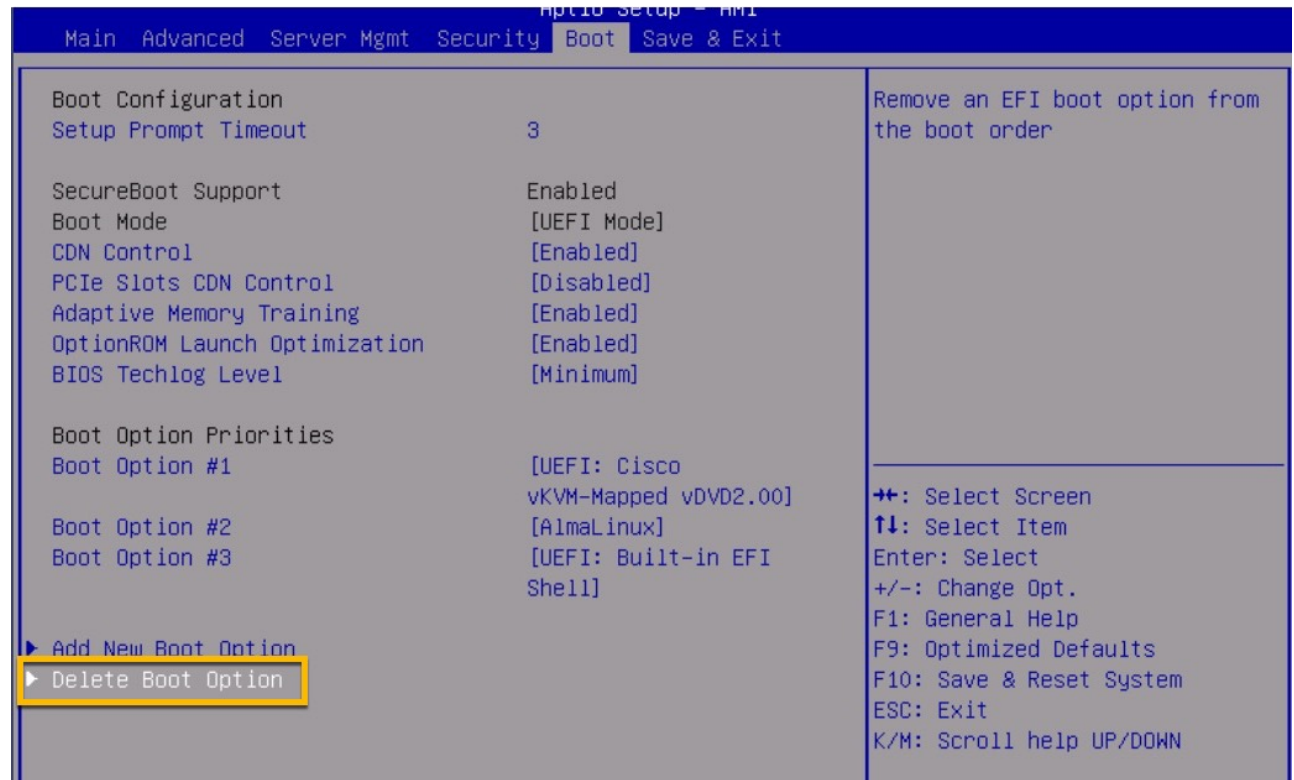 Aptio Setup - AMI
Main Advanced Server Mgmt Security Boot Save & Exit
Boot Configuration
Setup Prompt Timeout 3
SecureBoot Support Enabled
Boot Mode [UEFI Mode]
CDN Control [Enabled]
PCIe Slots CDN Control [Disabled]
Adaptive Memory Training [Enabled]
OptionROM Launch Optimization [Enabled]
BIOS Techlog Level [Minimum]
Boot Option Priorities
Boot Option #1 [UEFI: Cisco
vKVM-Mapped vDVD2.00]
Boot Option #2 [AlmaLinux]
Boot Option #3 [UEFI: Built-in EFI
Shell]
Add New Boot Option
Delete Boot Option
Remove an EFI boot option from
the boot order
→←: Select Screen
↑↓: Select Item
Enter: Select
+/-: Change Opt.
F1: General Help
F9: Optimized Defaults
F10: Save & Reset System
ESC: Exit
K/M: Scroll help UP/DOWN